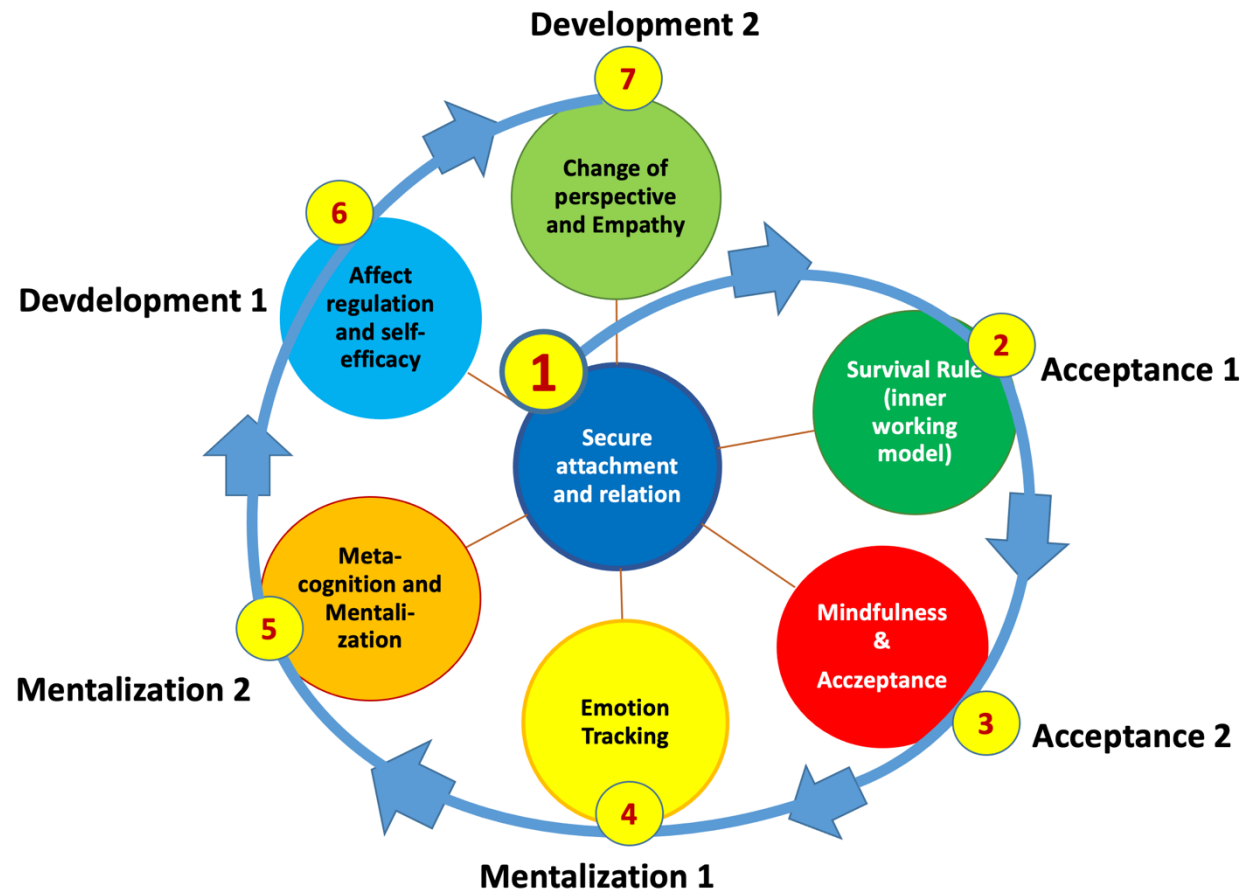 Development 2
7
Change of
perspective
and Empathy
6
Affect
regulation
and self-
efficacy
Devdelopment 1
1
Secure
attachment
and relation
2
Survival Rule
(inner
working
model)
Acceptance 1
Mindfulness
&
Acczeptance
3
Acceptance 2
Emotion
Tracking
4
Mentalization 1
Meta-
cognition and
Mentali-
zation
5
Mentalization 2